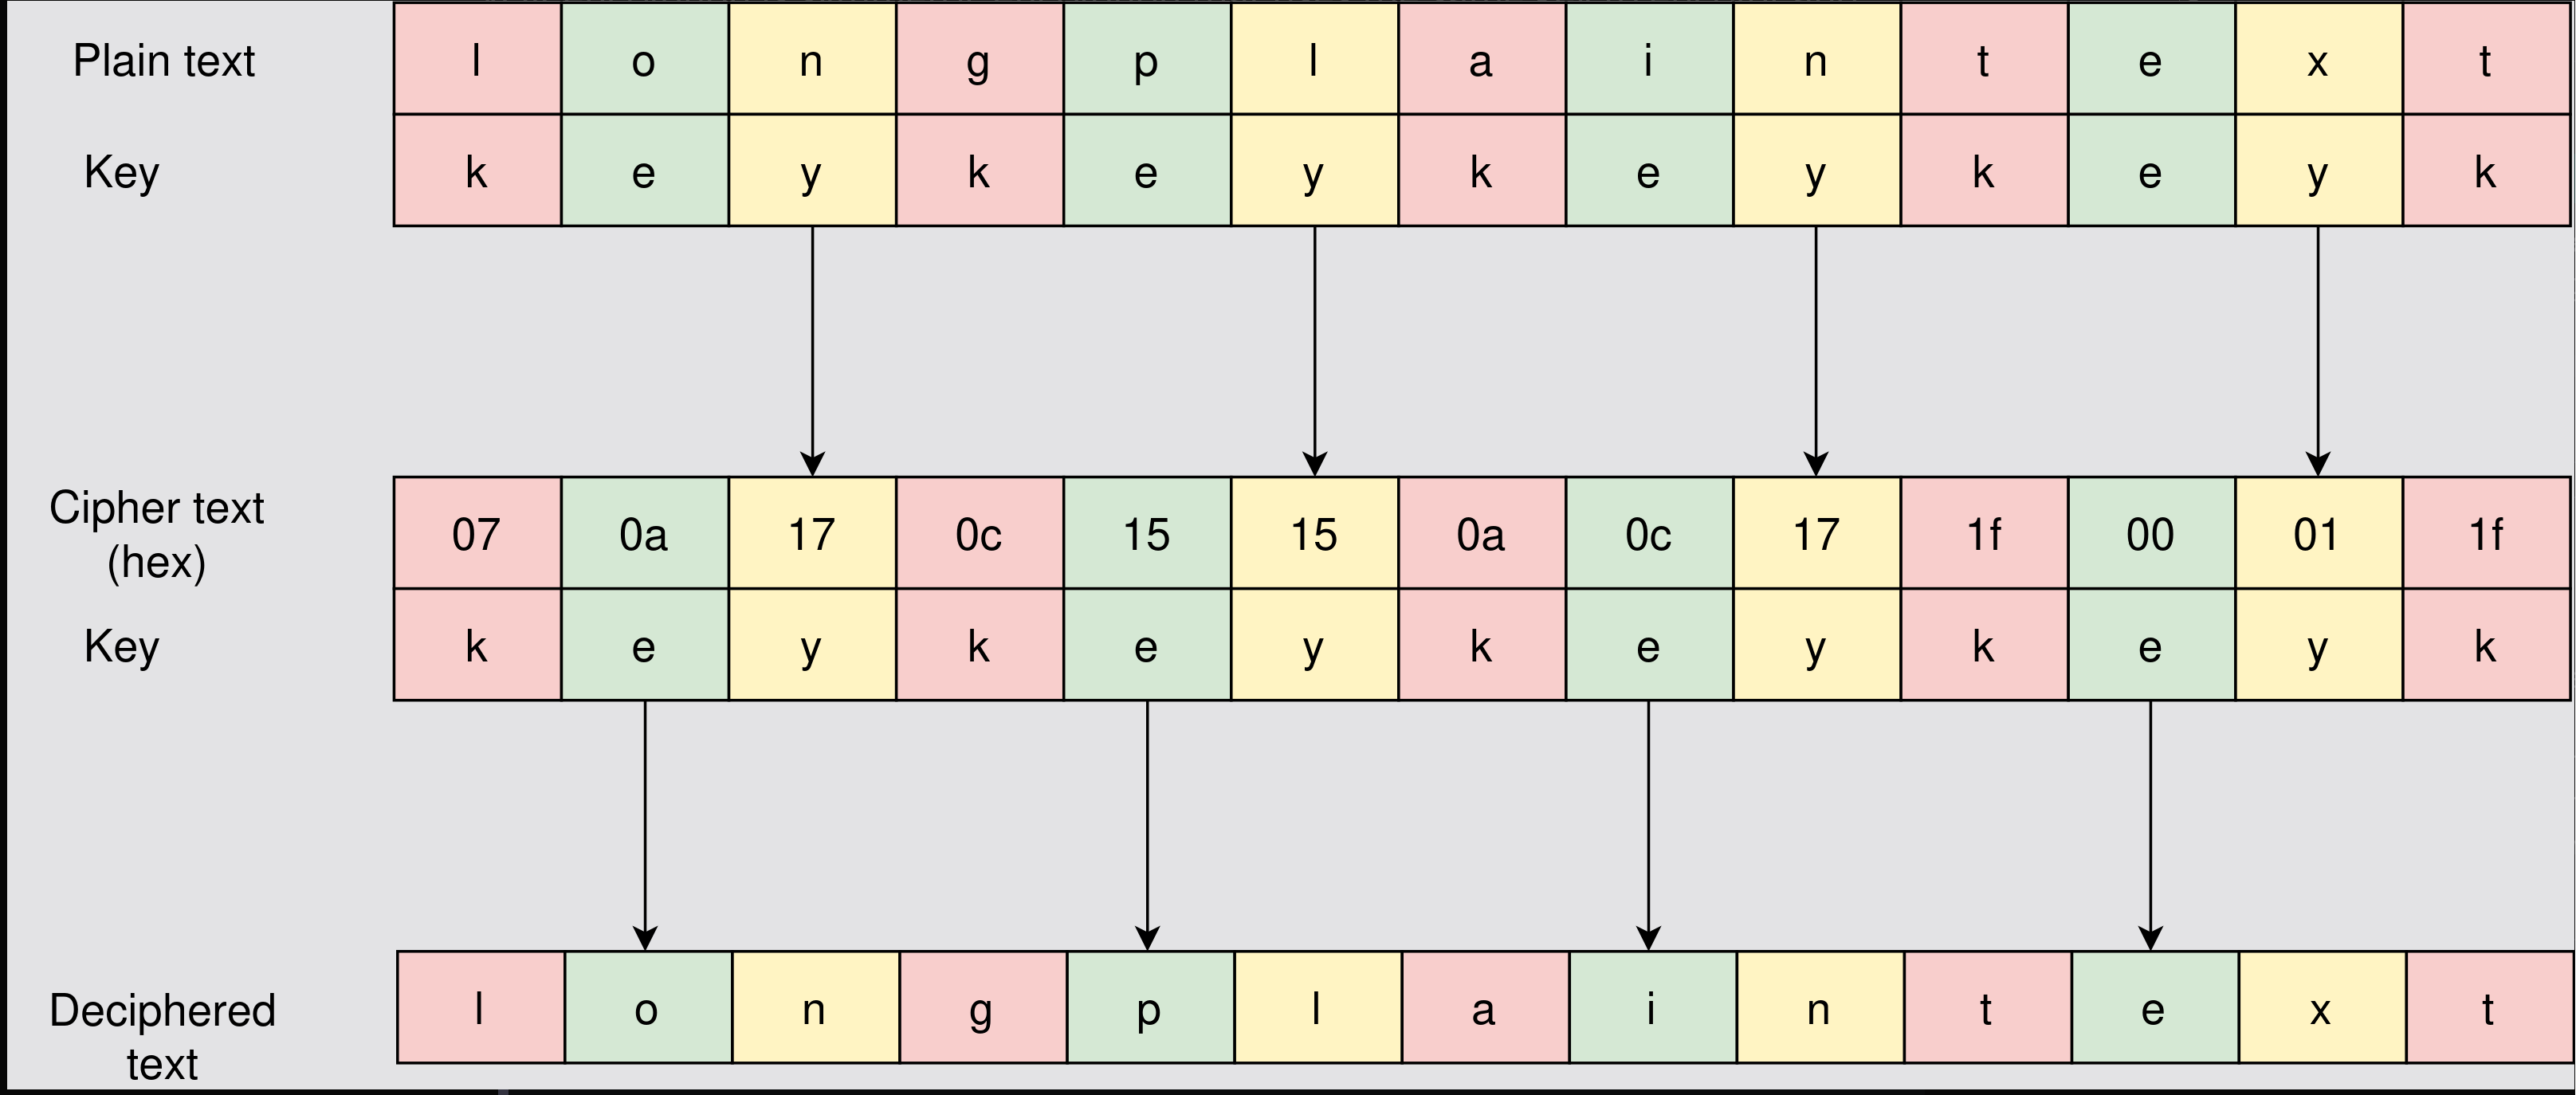 Plain text l o n g p l a i n t e x t
Key k e y k e y k e y k e y k
Cipher text
(hex)
07 0a 17 0c 15 15 0a 0c 17 1f 00 01 1f
Key k e y k e y k e y k e y k
Deciphered
text
l o n g p l a i n t e x t